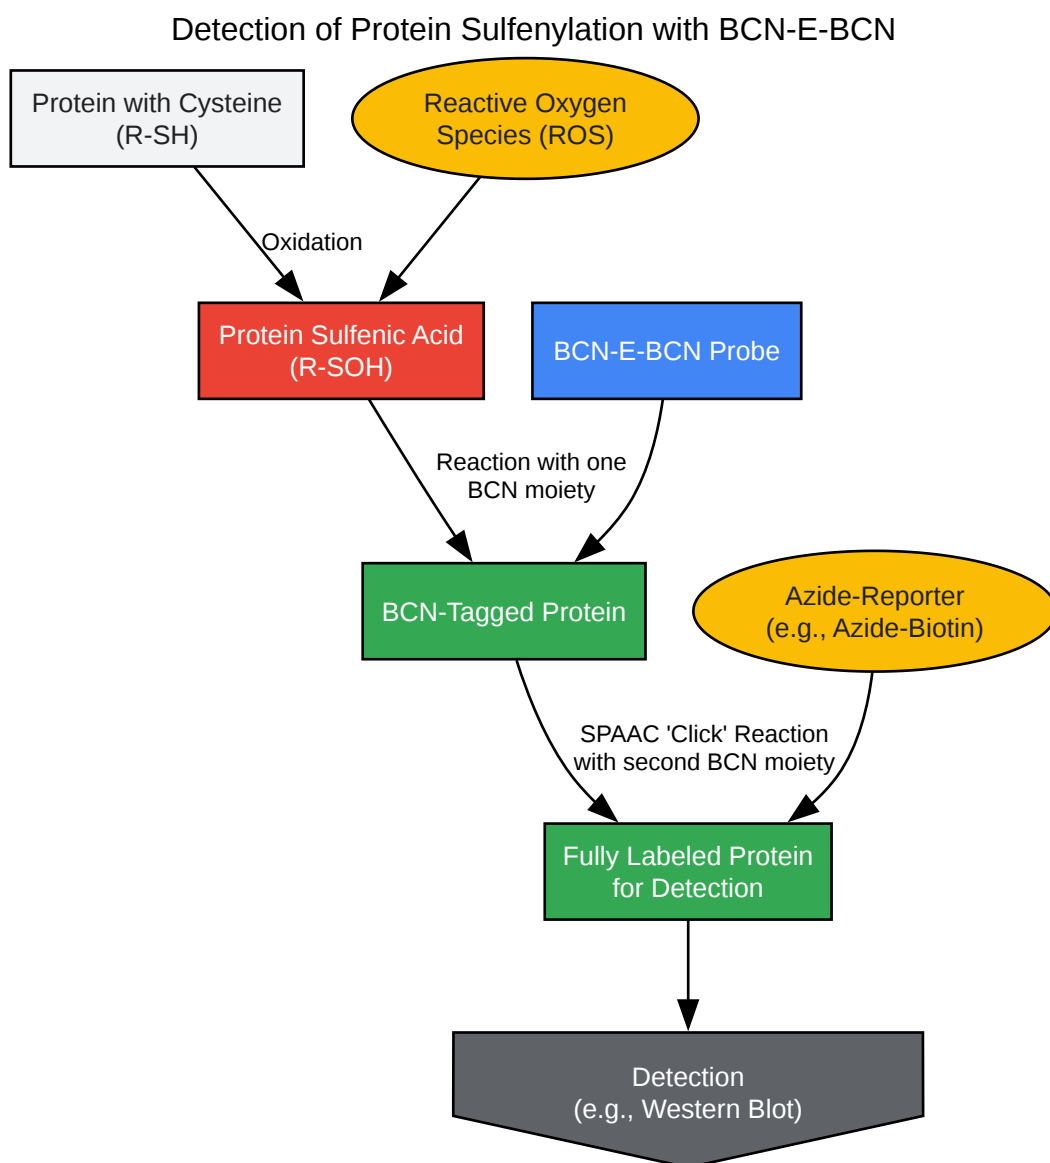 Detection of Protein Sulfenylation with BCN-E-BCN
Protein with Cysteine
(R-SH)
Reactive Oxygen
Species (ROS)
Oxidation
Protein Sulfenic Acid
(R-SOH)
BCN-E-BCN Probe
Reaction with one
BCN moiety
BCN-Tagged Protein
Azide-Reporter
(e.g., Azide-Biotin)
SPAAC 'Click' Reaction
with second BCN moiety
Fully Labeled Protein
for Detection
Detection
(e.g., Western Blot)